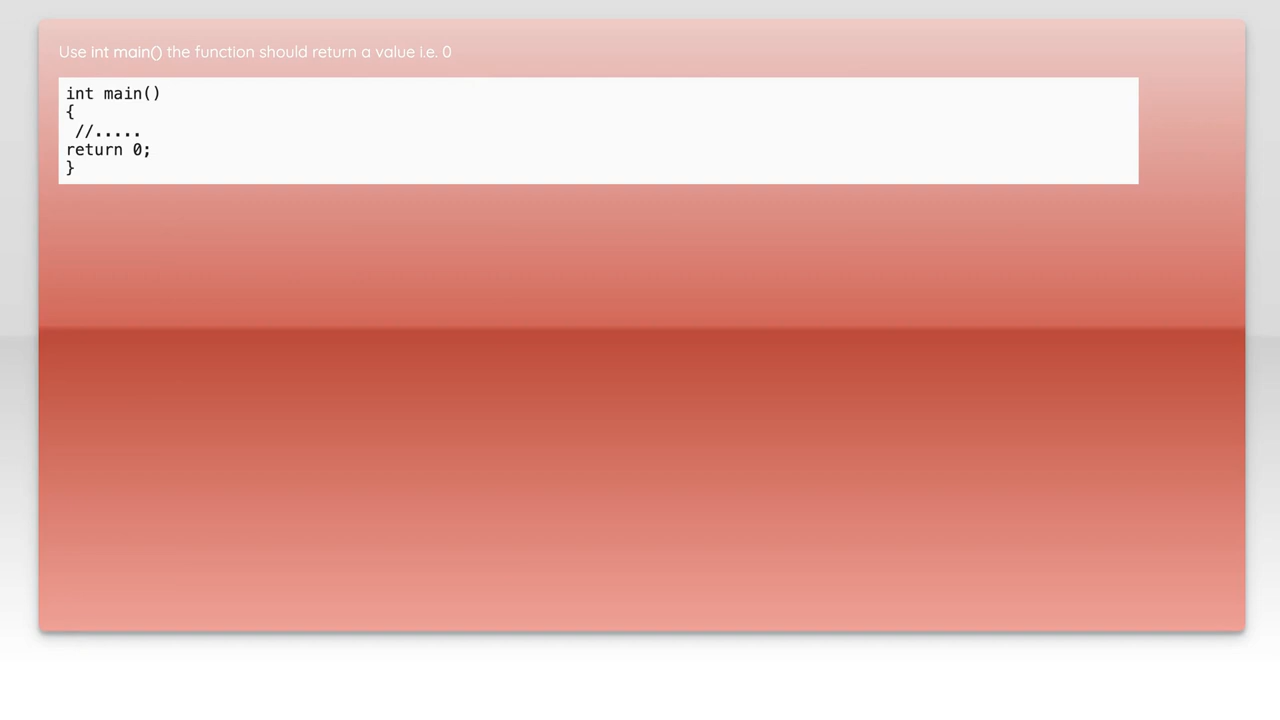 Use int main() the function should return a value i.e. 0
int main()
{
 //.....
return 0;
}